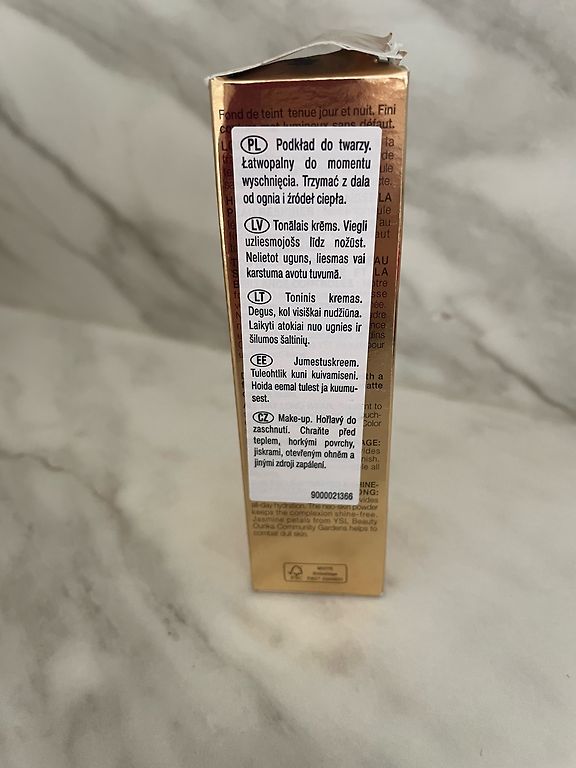 Fond de teint tenue jour et nuit. Fini
lumineux sans défaut.
PL Podkład do twarzy.
Łatwopalny do momentu
wyschnięcia. Trzymać z dala
od ognia i źródeł ciepła.
LV Tonālais krēms. Viegli
uzliesmojošs līdz nožūst.
Nelietot uguns, liesmas vai
karstuma avotu tuvumā.
LT Toninis kremas.
Degus, kol visiškai nudžiūna.
Laikyti atokiai nuo ugnies ir
šilumos šaltinių.
EE Jumestuskreem.
Tuleohtlik kuni kuivamiseni.
Hoida eemal tulest ja kuumu-
sest.
CZ Make-up. Hořlavý do
zaschnutí. Chraňte před
teplem, horkými povrchy,
jiskrami, otevřeným ohněm a
jinými zdroji zapálení.
9000021366
all-day hydration. The neo-skin powder
keeps the complexion shine-free.
Jasmine petals from YSL Beauty
Ourika Community Gardens helps to
combat dull skin.
FSC